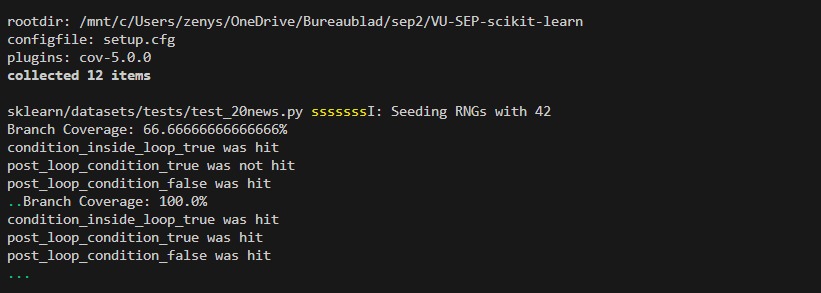 rootdir: /mnt/c/Users/zenys/OneDrive/Bureaublad/sep2/VU-SEP-scikit-learn
configfile: setup.cfg
plugins: cov-5.0.0
collected 12 items
sklearn/datasets/tests/test_20news.py sssssssI: Seeding RNGs with 42
Branch Coverage: 66.66666666666666%
condition_inside_loop_true was hit
post_loop_condition_true was not hit
post_loop_condition_false was hit
..Branch Coverage: 100.0%
condition_inside_loop_true was hit
post_loop_condition_true was hit
post_loop_condition_false was hit
...